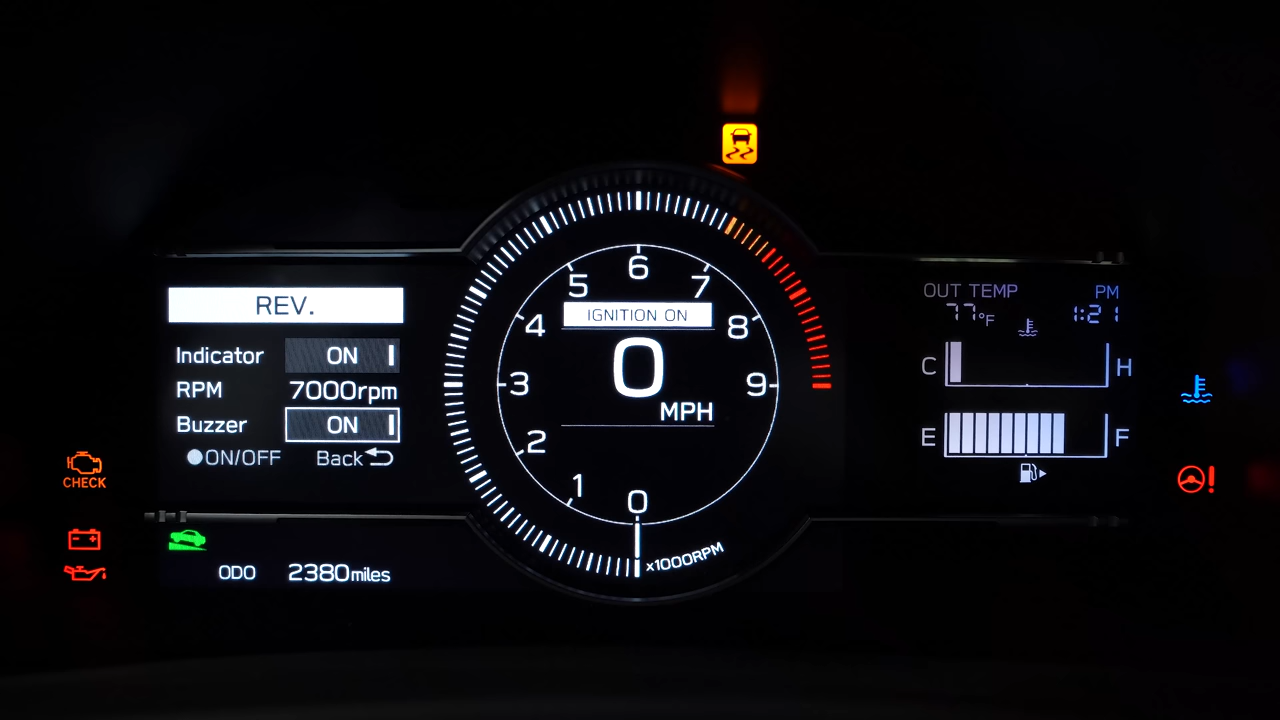 REV.
Indicator ON
RPM 7000rpm
Buzzer ON
ON/OFF Back
CHECK
ODO 2380miles
6
5 7
IGNITION ON
4 8
0
3 9
MPH
2
1
0
x1000RPM
OUT TEMP PM
77°F 1:21
C H
E F